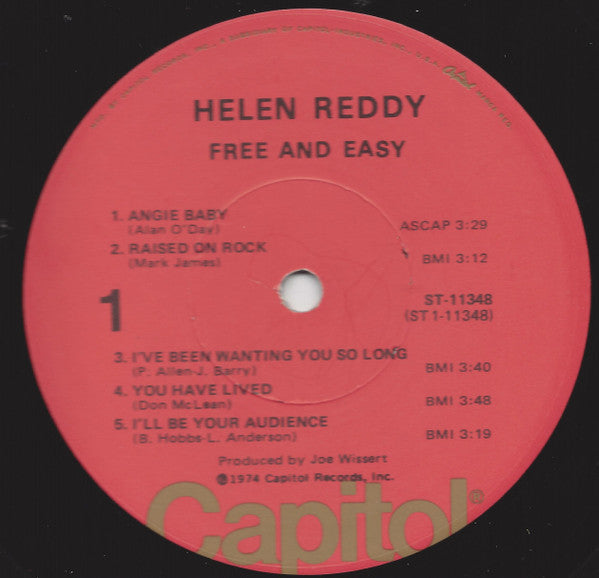 HELEN REDDY
FREE AND EASY
1. ANGIE BABY
(Alan O'Day) ASCAP 3:29
2. RAISED ON ROCK
(Mark James) BMI 3:12
1
ST-11348
(ST 1-11348)
3. I'VE BEEN WANTING YOU SO LONG
(P. Allen-J. Barry) BMI 3:40
4. YOU HAVE LIVED
(Don McLean) BMI 3:48
5. I'LL BE YOUR AUDIENCE
(B. Hobbs-L. Anderson) BMI 3:19
Produced by Joe Wissert
℗1974 Capitol Records, Inc.
Capitol®